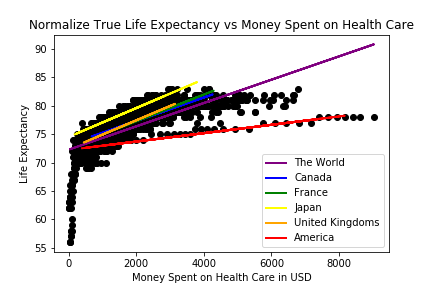 Normalize True Life Expectancy vs Money Spent on Health Care
Life Expectancy
90
85
80
75
70
65
60
55
The World
Canada
France
Japan
United Kingdoms
America
0
2000
4000
6000
8000
Money Spent on Health Care in USD